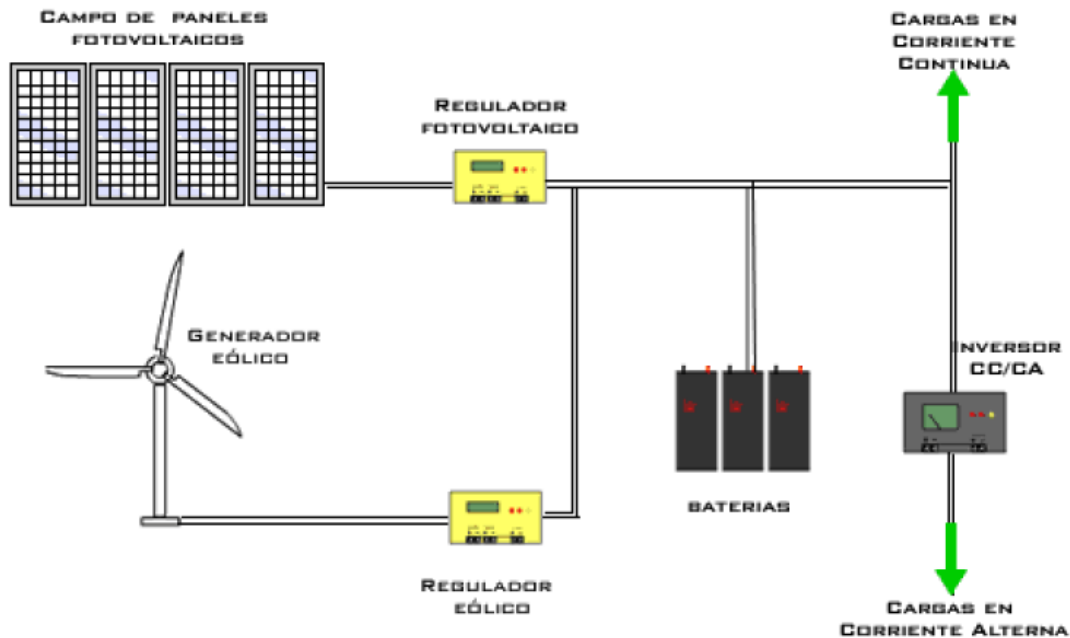 CAMPO DE PANELES
FOTOVOLTAICOS
CARGAS EN
CORRIENTE
CONTINUA
REGULADOR
FOTOVOLTAICO
GENERADOR
EÓLICO
INVERSOR
CC/CA
BATERIAS
REGULADOR
EÓLICO
CARGAS EN
CORRIENTE ALTERNA